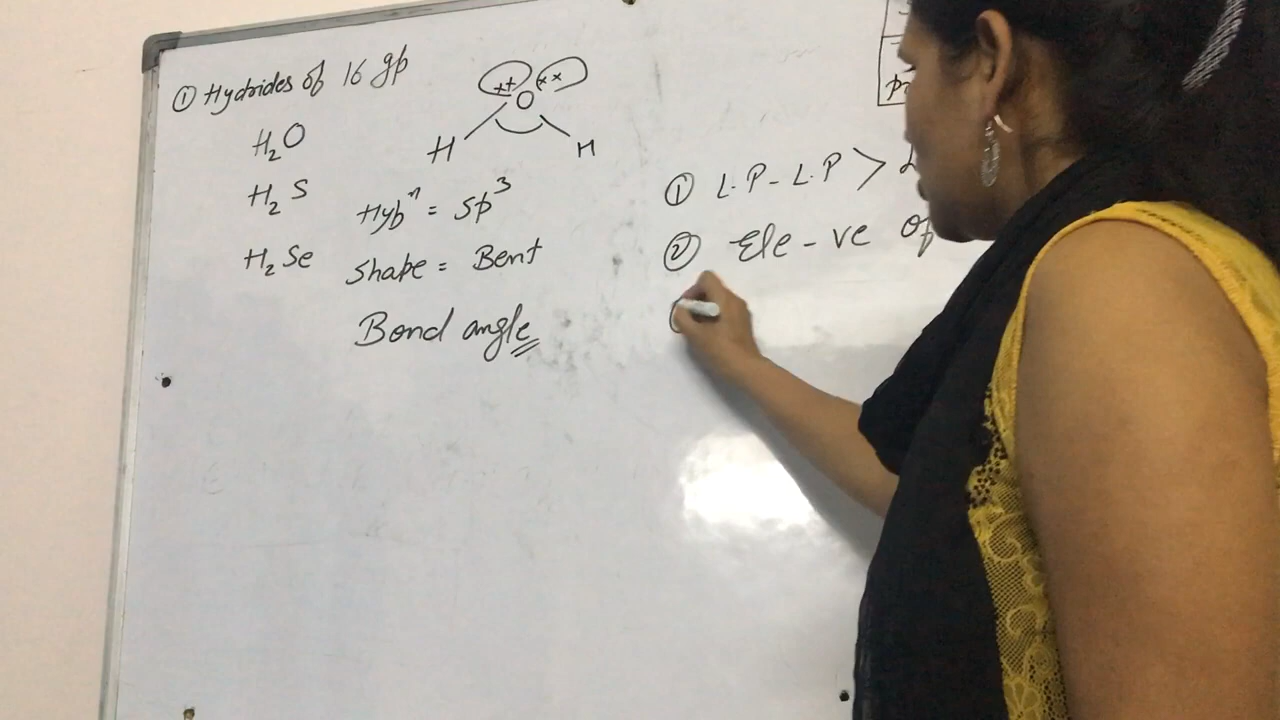 ① Hydrides of 16 gp
H₂O
H₂S
H₂Se
O
H H
Hybⁿ = sp³
Shape = Bent
Bond angle
① L.P - L.P >
② Ele - ve of